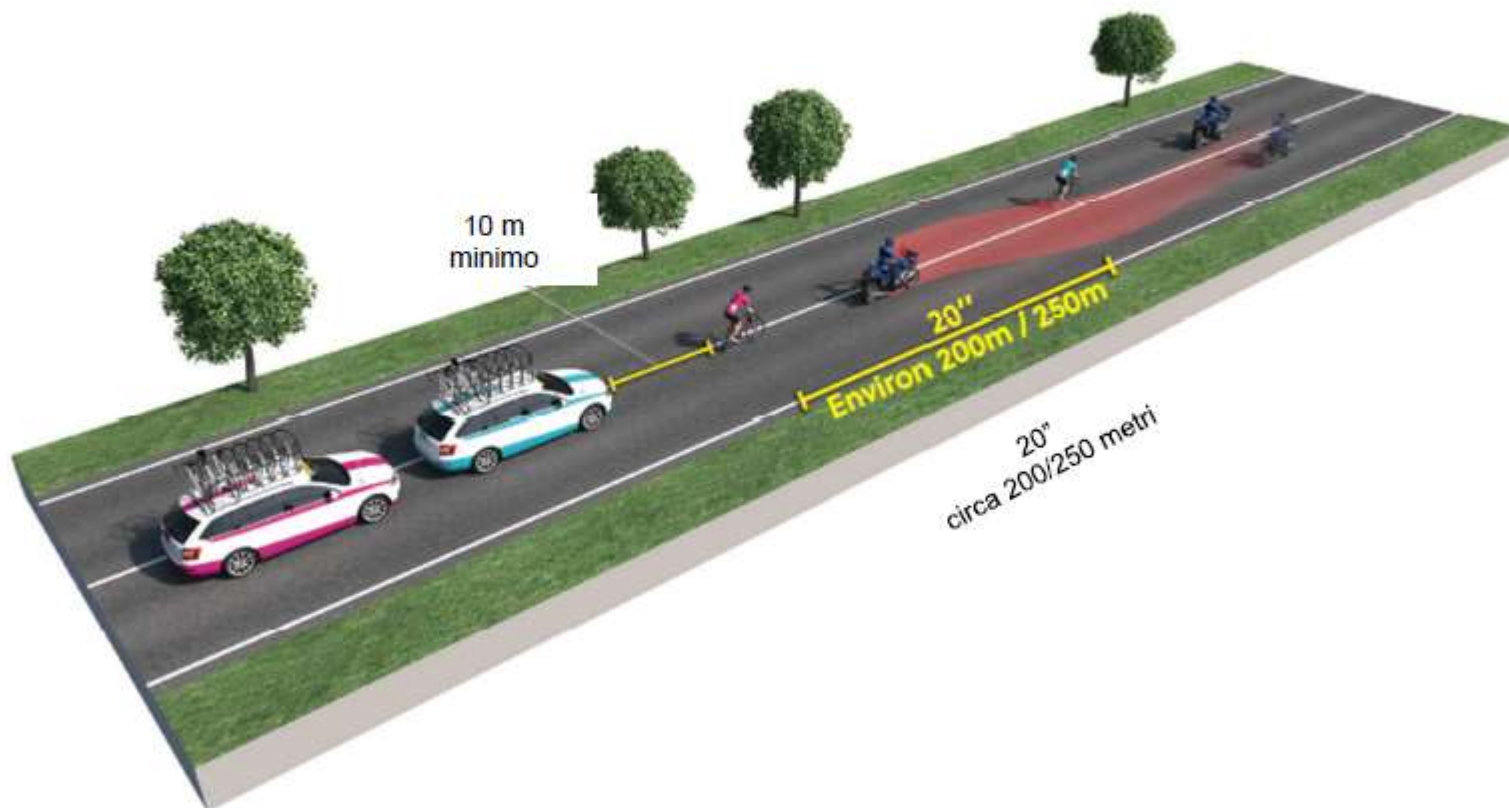 10 m
minimo
20"
Environ 200m / 250m
20"
circa 200/250 metri